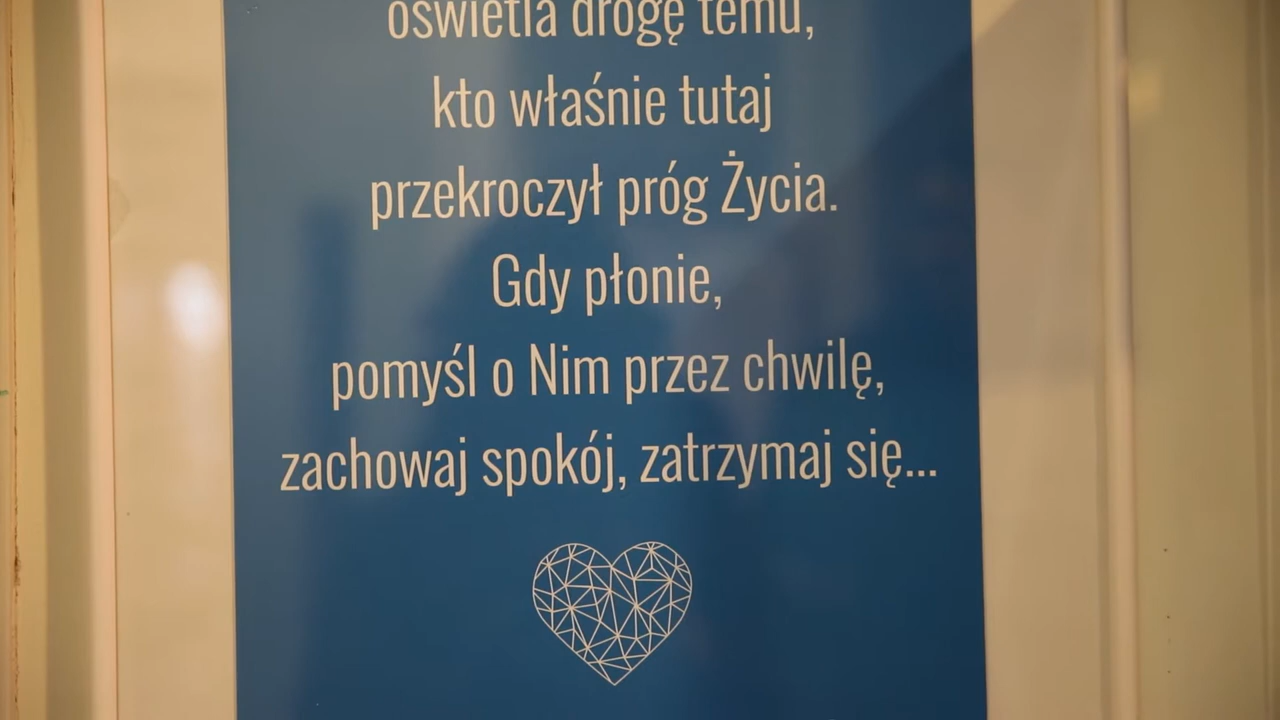 oświetla drogę temu,
kto właśnie tutaj
przekroczył próg Życia.
Gdy płonie,
pomyśl o Nim przez chwilę,
zachowaj spokój, zatrzymaj się...